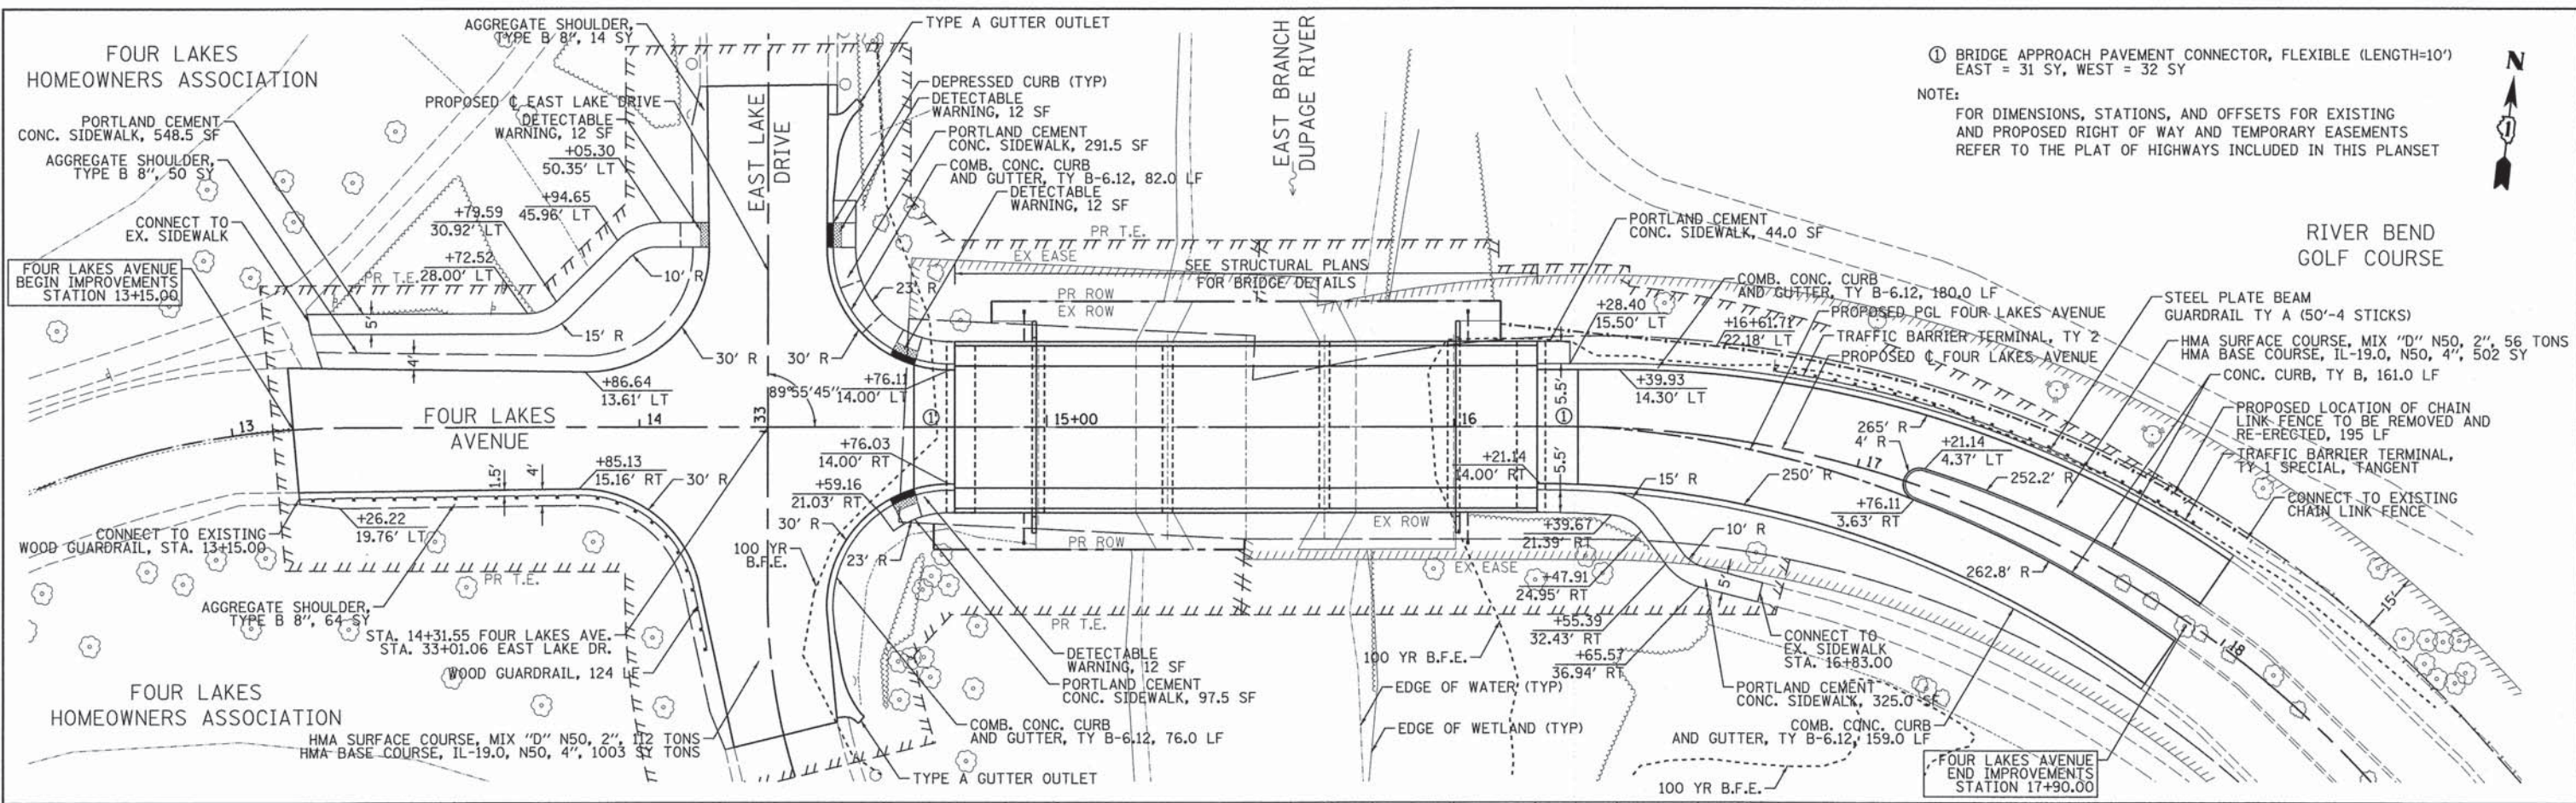 FOUR LAKES
HOMEOWNERS ASSOCIATION
PORTLAND CEMENT
CONC. SIDEWALK, 548.5 SF
AGGREGATE SHOULDER,
TYPE B 8", 50 SY
CONNECT TO
EX. SIDEWALK
FOUR LAKES AVENUE
BEGIN IMPROVEMENTS
STATION 13+15.00
AGGREGATE SHOULDER,
TYPE B 8", 14 SY
PROPOSED ℄ EAST LAKE DRIVE
DETECTABLE
WARNING, 12 SF
+05.30
50.35' LT
+94.65
45.96' LT
+79.59
30.92' LT
+72.52
28.00' LT
PR T.E.
10' R
15' R
5'
4'
30' R
30' R
EAST LAKE
DRIVE
TYPE A GUTTER OUTLET
DEPRESSED CURB (TYP)
DETECTABLE
WARNING, 12 SF
PORTLAND CEMENT
CONC. SIDEWALK, 291.5 SF
COMB. CONC. CURB
AND GUTTER, TY B-6.12, 82.0 LF
DETECTABLE
WARNING, 12 SF
23' R
EAST BRANCH
DUPAGE RIVER
PR T.E.
EX EASE
SEE STRUCTURAL PLANS
FOR BRIDGE DETAILS
PR ROW
EX ROW
① BRIDGE APPROACH PAVEMENT CONNECTOR, FLEXIBLE (LENGTH=10')
EAST = 31 SY, WEST = 32 SY
NOTE:
FOR DIMENSIONS, STATIONS, AND OFFSETS FOR EXISTING
AND PROPOSED RIGHT OF WAY AND TEMPORARY EASEMENTS
REFER TO THE PLAT OF HIGHWAYS INCLUDED IN THIS PLANSET
N
RIVER BEND
GOLF COURSE
PORTLAND CEMENT
CONC. SIDEWALK, 44.0 SF
COMB. CONC. CURB
AND GUTTER, TY B-6.12, 180.0 LF
+28.40
15.50' LT
+16+61.71
22.18' LT
PROPOSED PGL FOUR LAKES AVENUE
TRAFFIC BARRIER TERMINAL, TY 2
PROPOSED ℄ FOUR LAKES AVENUE
+39.93
14.30' LT
STEEL PLATE BEAM
GUARDRAIL TY A (50'-4 STICKS)
HMA SURFACE COURSE, MIX "D" N50, 2", 56 TONS
HMA BASE COURSE, IL-19.0, N50, 4", 502 SY
CONC. CURB, TY B, 161.0 LF
PROPOSED LOCATION OF CHAIN
LINK FENCE TO BE REMOVED AND
RE-ERECTED, 195 LF
TRAFFIC BARRIER TERMINAL,
TY 1 SPECIAL, TANGENT
CONNECT TO EXISTING
CHAIN LINK FENCE
+86.64
13.61' LT
89°55'45"
+76.11
14.00' LT
①
①
5.5'
5.5'
13
FOUR LAKES
AVENUE
14
33
15+00
16
17
18
265' R
4' R
+21.14
4.37' LT
252.2' R
+76.11
3.63' RT
+76.03
14.00' RT
+59.16
21.03' RT
+21.14
14.00' RT
15' R
250' R
+85.13
15.16' RT
1.5'
4'
30' R
+26.22
19.76' LT
CONNECT TO EXISTING
WOOD GUARDRAIL, STA. 13+15.00
PR T.E.
AGGREGATE SHOULDER,
TYPE B 8", 64 SY
STA. 14+31.55 FOUR LAKES AVE.
STA. 33+01.06 EAST LAKE DR.
WOOD GUARDRAIL, 124 LF
FOUR LAKES
HOMEOWNERS ASSOCIATION
HMA SURFACE COURSE, MIX "D" N50, 2", 112 TONS
HMA BASE COURSE, IL-19.0, N50, 4", 1003 SY TONS
30' R
100 YR
B.F.E.
23' R
PR ROW
EX ROW
EX EASE
PR T.E.
DETECTABLE
WARNING, 12 SF
PORTLAND CEMENT
CONC. SIDEWALK, 97.5 SF
COMB. CONC. CURB
AND GUTTER, TY B-6.12, 76.0 LF
TYPE A GUTTER OUTLET
100 YR B.F.E.
EDGE OF WATER (TYP)
EDGE OF WETLAND (TYP)
+39.67
21.39' RT
+47.91
24.95' RT
+55.39
32.43' RT
+65.57
36.94' RT
10' R
5'
262.8' R
15'
CONNECT TO
EX. SIDEWALK
STA. 16+83.00
PORTLAND CEMENT
CONC. SIDEWALK, 325.0 SF
COMB. CONC. CURB
AND GUTTER, TY B-6.12, 159.0 LF
100 YR B.F.E.
FOUR LAKES AVENUE
END IMPROVEMENTS
STATION 17+90.00